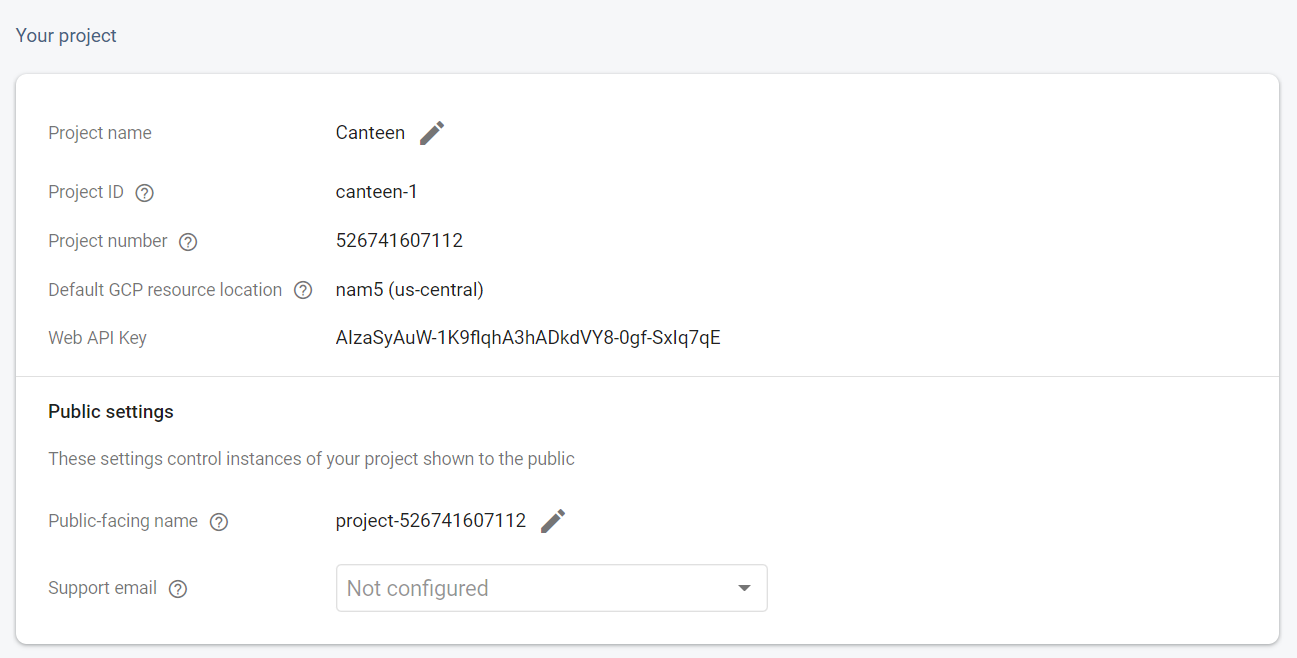 Your project
Project name Canteen
Project ID canteen-1
Project number 526741607112
Default GCP resource location nam5 (us-central)
Web API Key AIzaSyAuW-1K9flqhA3hADkdVY8-0gf-SxIq7qE
Public settings
These settings control instances of your project shown to the public
Public-facing name project-526741607112
Support email Not configured